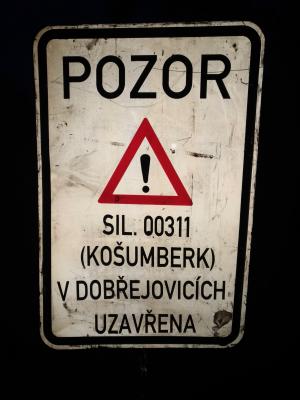 POZOR
!
SIL. 00311
(KOŠUMBERK)
V DOBŘEJOVICÍCH
UZAVŘENA